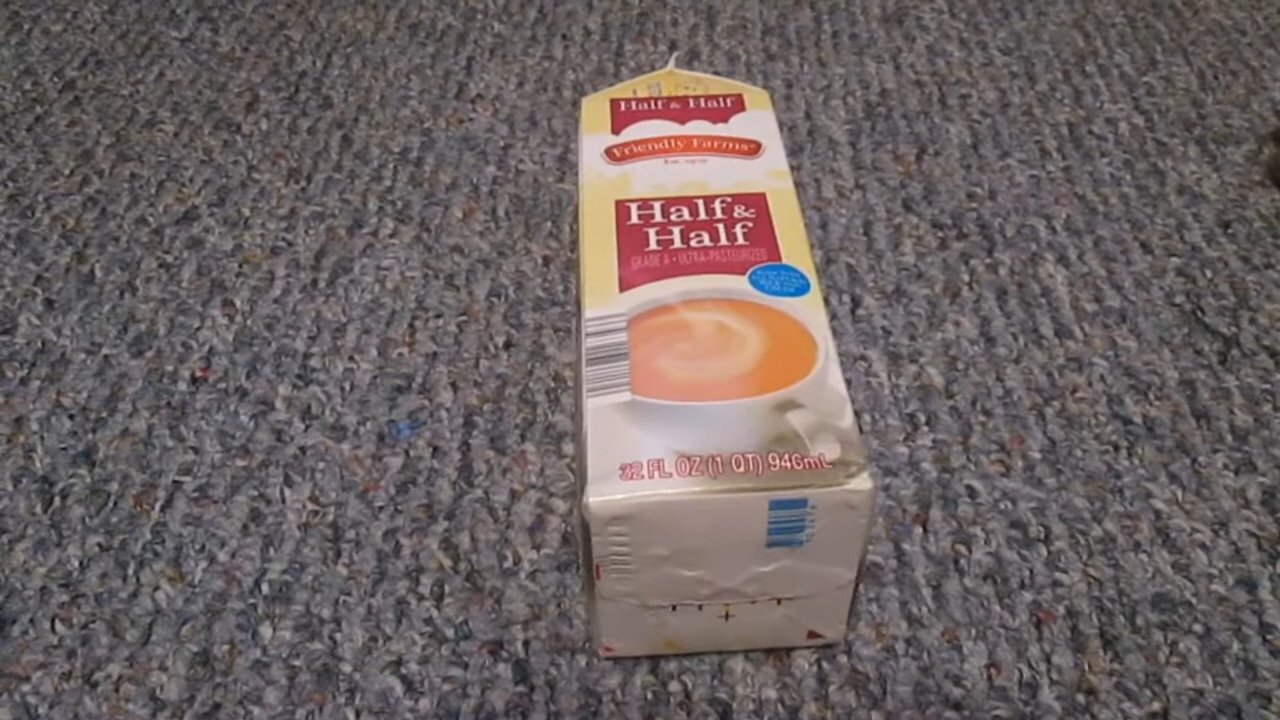 Half & Half
Friendly Farms®
Half &
Half
GRADE A • ULTRA-PASTEURIZED
32 FL OZ (1 QT) 946mL